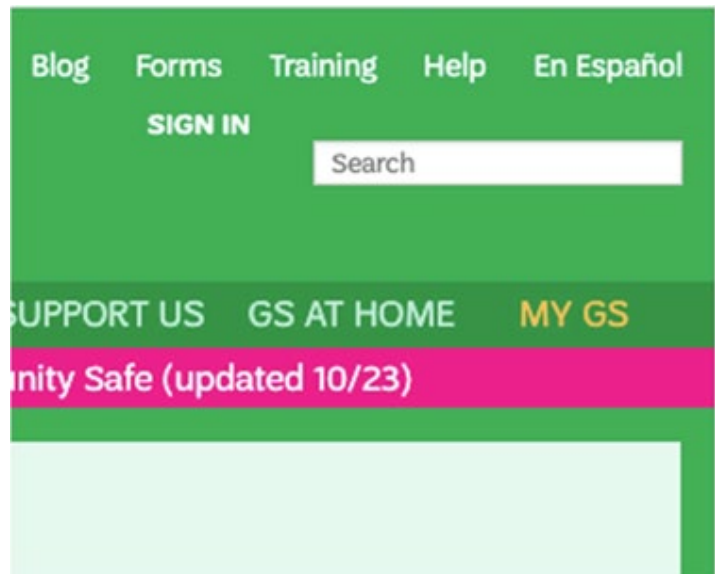 Blog Forms Training Help En Español
SIGN IN
Search
SUPPORT US GS AT HOME MY GS
nity Safe (updated 10/23)